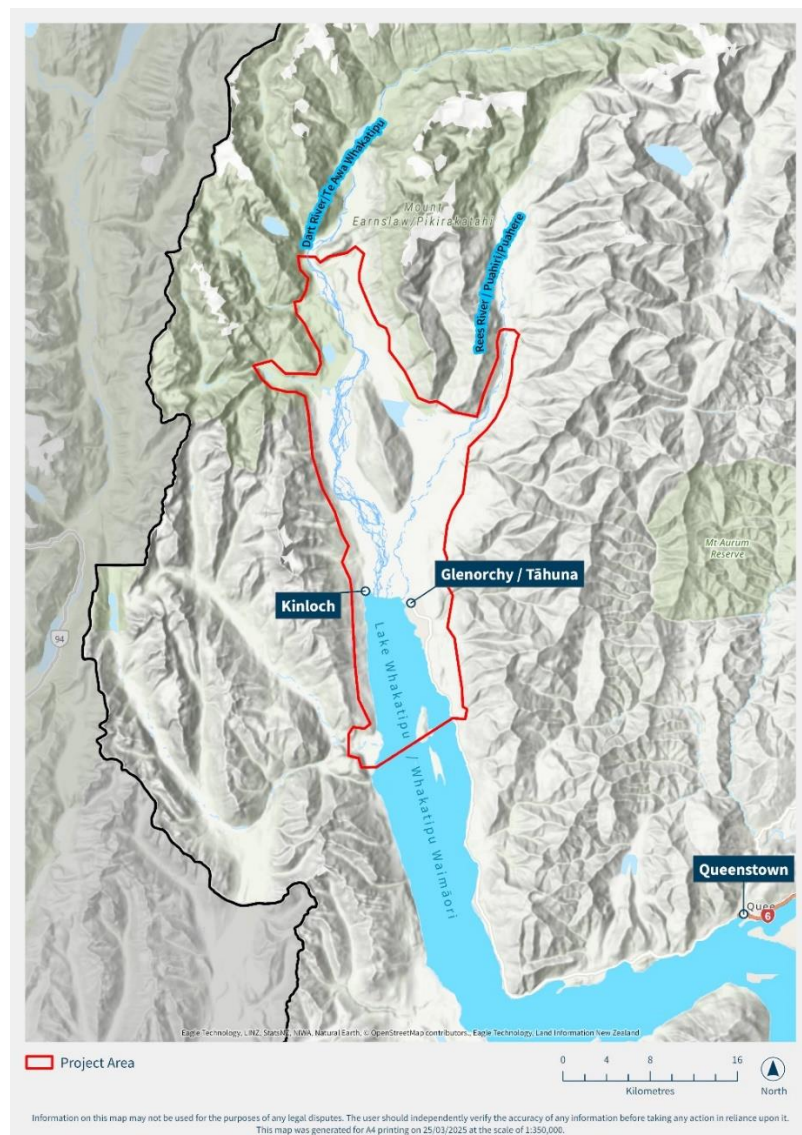 Dart River/Te Awa Whakatipu
Mount
Earnslaw/Pikirakatahi
Rees River / Puahiri/Puahere
Mt Aurum
Reserve
Glenorchy / Tāhuna
Kinloch
94
Lake Whakatipu / Whakatipu Waimāori
Queenstown
Quee
6
Eagle Technology, LINZ, StatsNZ, NIWA, Natural Earth, © OpenStreetMap contributors., Eagle Technology, Land Information New Zealand
Project Area
0 4 8 16
Kilometres
North
Information on this map may not be used for the purposes of any legal disputes. The user should independently verify the accuracy of any information before taking any action in reliance upon it.
This map was generated for A4 printing on 25/03/2025 at the scale of 1:350,000.